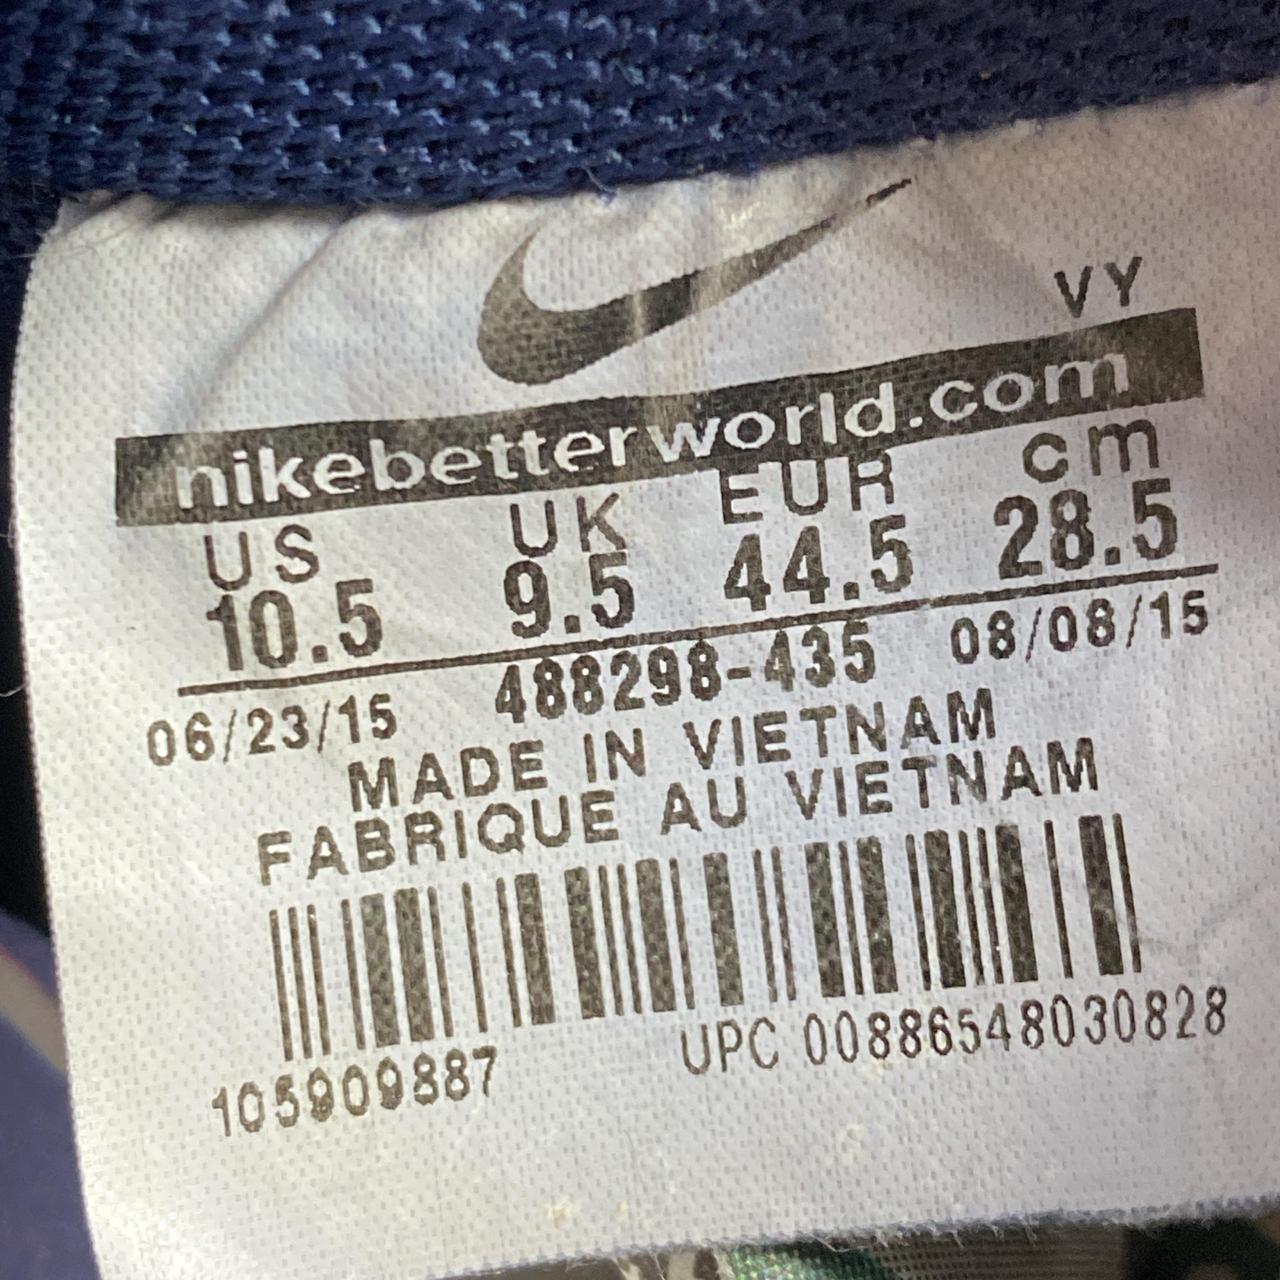 VY
nikebetterworld.com
US UK EUR cm
10.5 9.5 44.5 28.5
06/23/15 488298-435 08/08/15
MADE IN VIETNAM
FABRIQUE AU VIETNAM
105909887 UPC 00886548030828